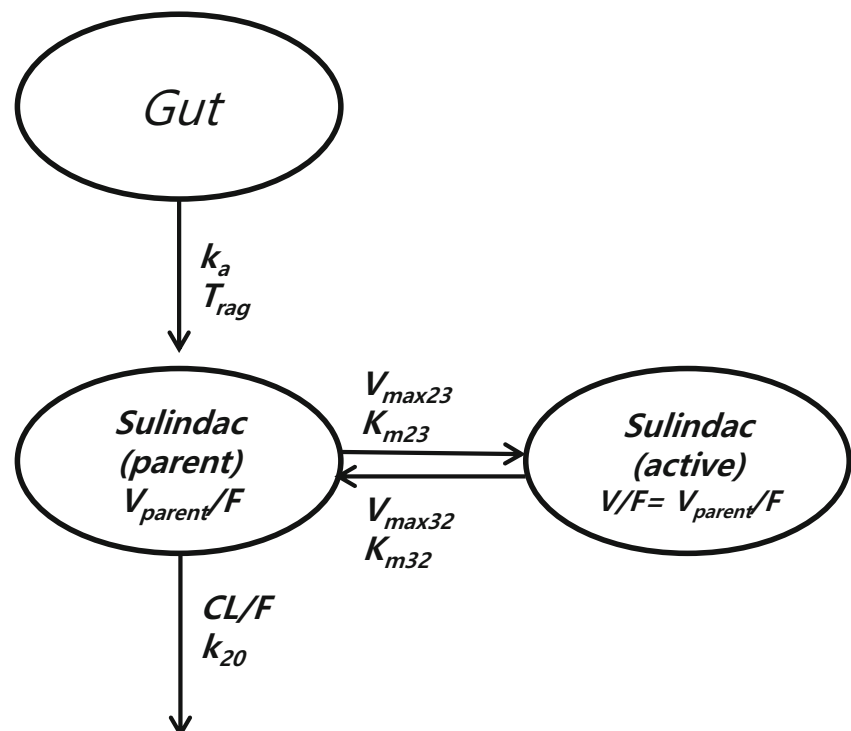 Gut
ka
Trag
Sulindac
(parent)
Vparent/F
Vmax23
Km23
Vmax32
Km32
Sulindac
(active)
V/F= Vparent/F
CL/F
k20